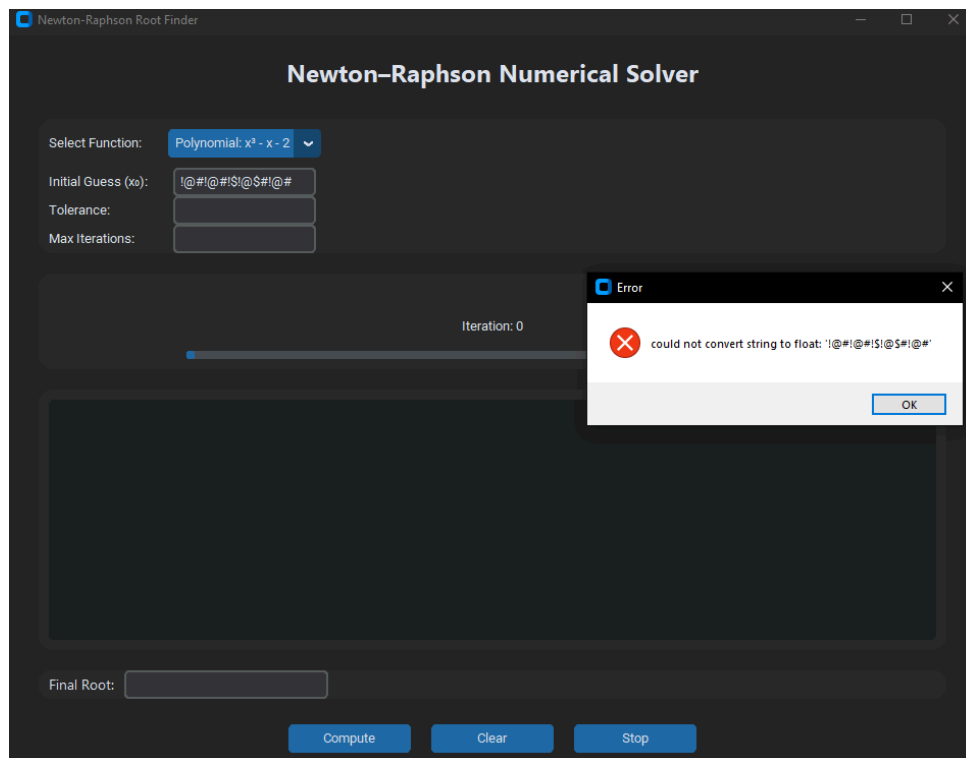 Newton-Raphson Root Finder
Newton–Raphson Numerical Solver
Select Function: Polynomial: x³ - x - 2
Initial Guess (x₀): !@#!@#!$!@$#!@#
Tolerance:
Max Iterations:
Error
Iteration: 0
could not convert string to float: '!@#!@#!$!@$#!@#'
OK
Final Root:
Compute Clear Stop